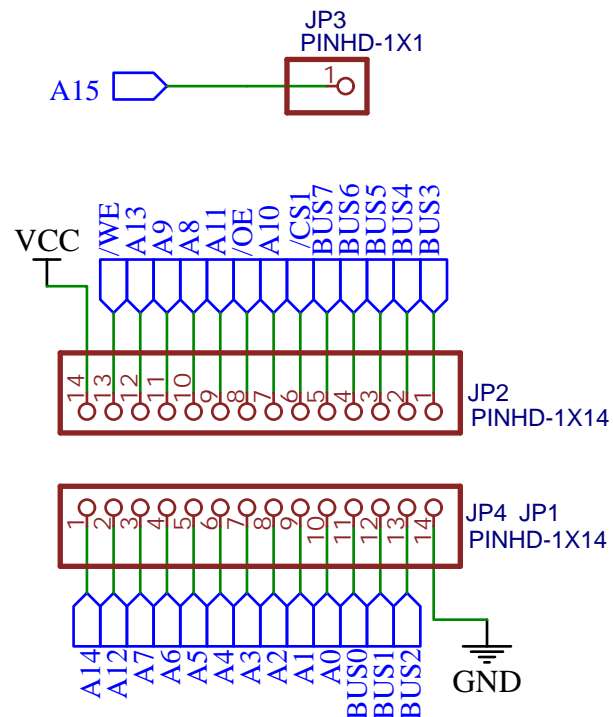 JP3
PINHD-1X1
1
A15
VCC
/WE
A13
A9
A8
A11
/OE
A10
/CS1
BUS7
BUS6
BUS5
BUS4
BUS3
14
13
12
11
10
9
8
7
6
5
4
3
2
1
JP2
PINHD-1X14
1
2
3
4
5
6
7
8
9
10
11
12
13
14
JP4 JP1
PINHD-1X14
A14
A12
A7
A6
A5
A4
A3
A2
A1
A0
BUS0
BUS1
BUS2
GND